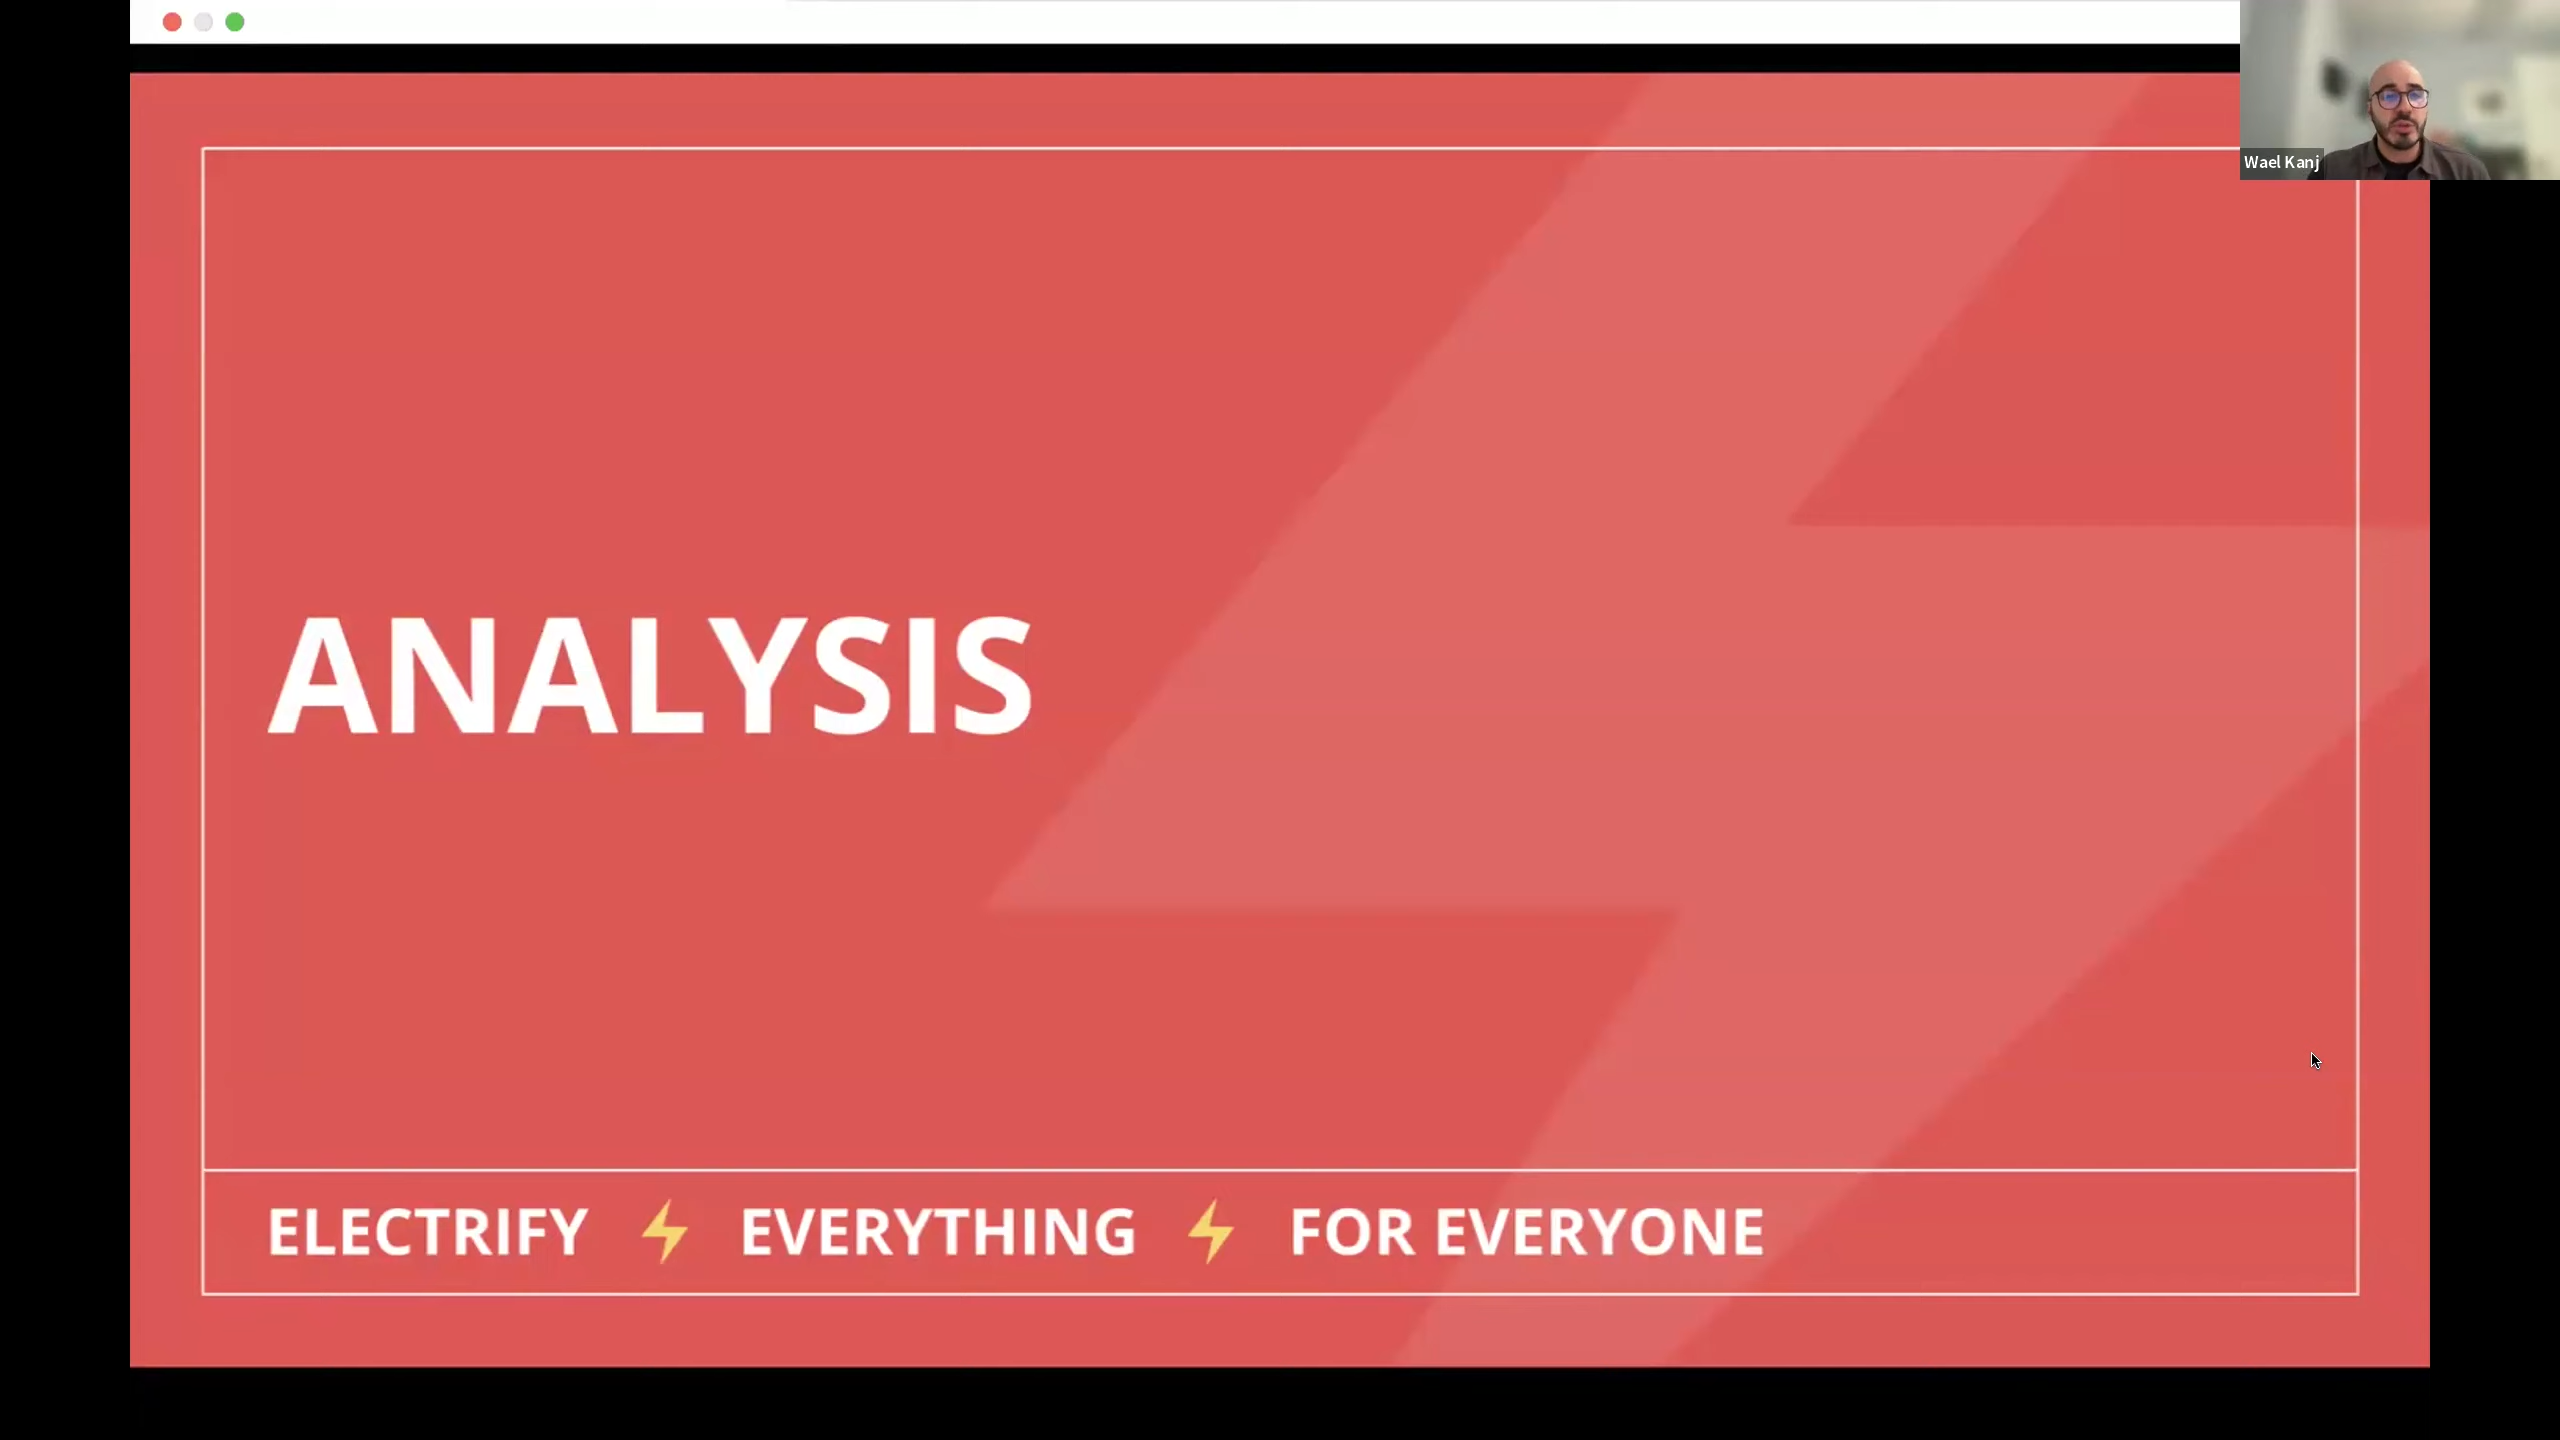 Wael Kanj
ANALYSIS
ELECTRIFY ⚡ EVERYTHING ⚡ FOR EVERYONE